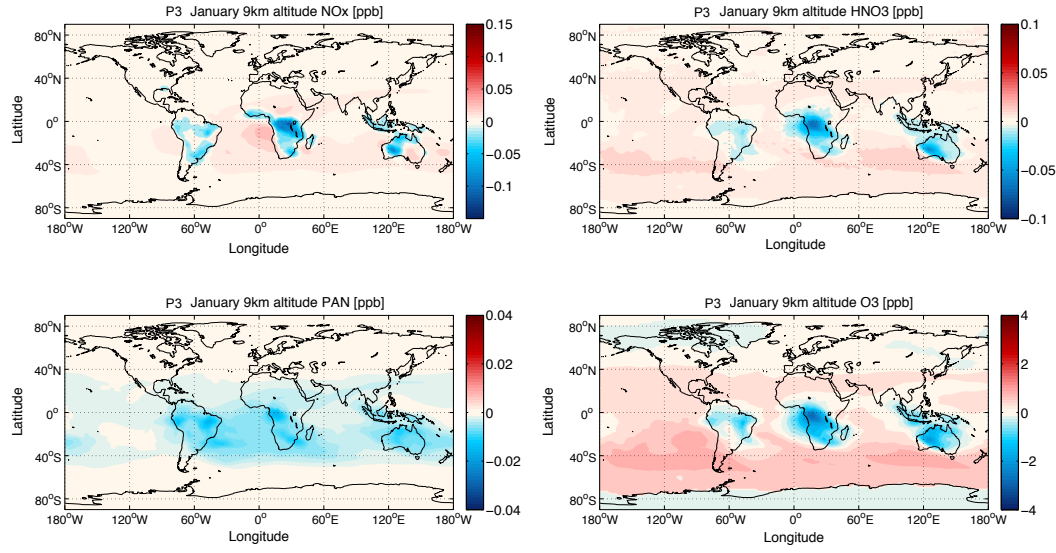 P3 January 9km altitude NOx [ppb]
Latitude
80°N
40°N
0°
40°S
80°S
180°W 120°W 60°W 0° 60°E 120°E 180°W
Longitude
0.15
0.1
0.05
0
−0.05
−0.1
P3 January 9km altitude HNO3 [ppb]
Latitude
80°N
40°N
0°
40°S
80°S
180°W 120°W 60°W 0° 60°E 120°E 180°W
Longitude
0.1
0.05
0
−0.05
−0.1
P3 January 9km altitude PAN [ppb]
Latitude
80°N
40°N
0°
40°S
80°S
180°W 120°W 60°W 0° 60°E 120°E 180°W
Longitude
0.04
0.02
0
−0.02
−0.04
P3 January 9km altitude O3 [ppb]
Latitude
80°N
40°N
0°
40°S
80°S
180°W 120°W 60°W 0° 60°E 120°E 180°W
Longitude
4
2
0
−2
−4